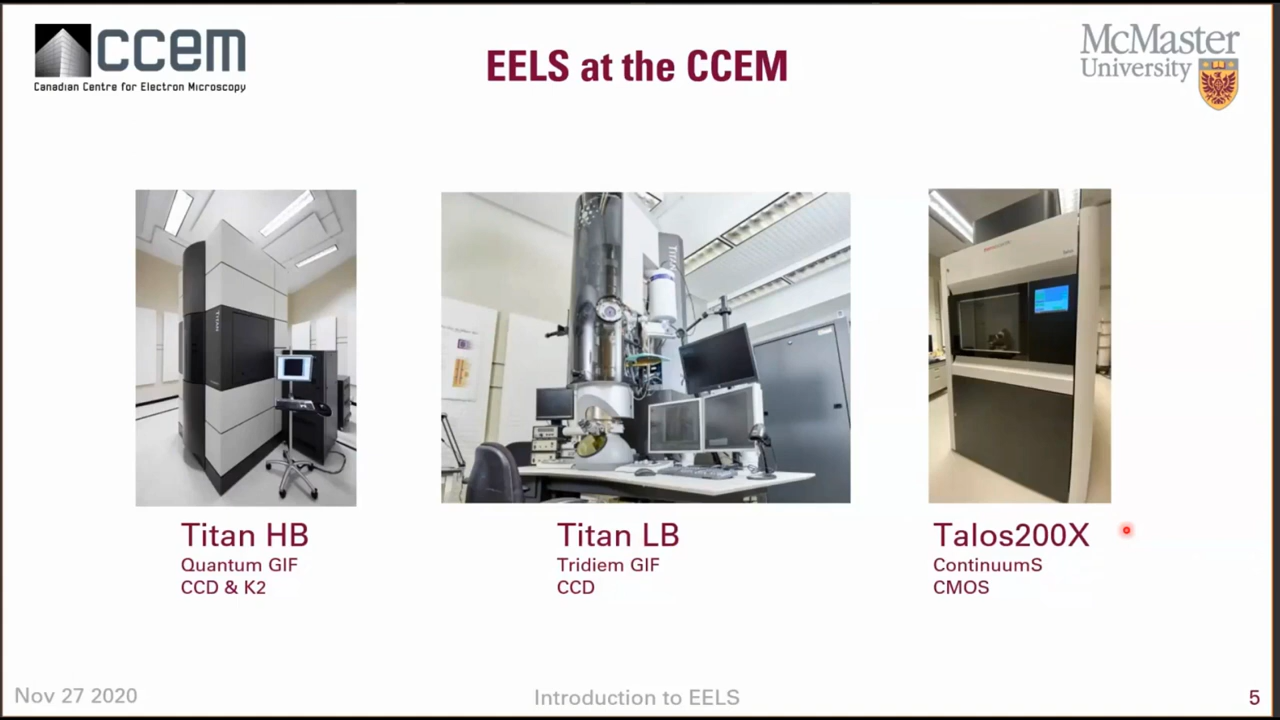 ccem
Canadian Centre for Electron Microscopy
EELS at the CCEM
McMaster
University
TITAN
Titan HB
Quantum GIF
CCD & K2
Titan LB
Tridiem GIF
CCD
Talos200X
ContinuumS
CMOS
Nov 27 2020
Introduction to EELS
5